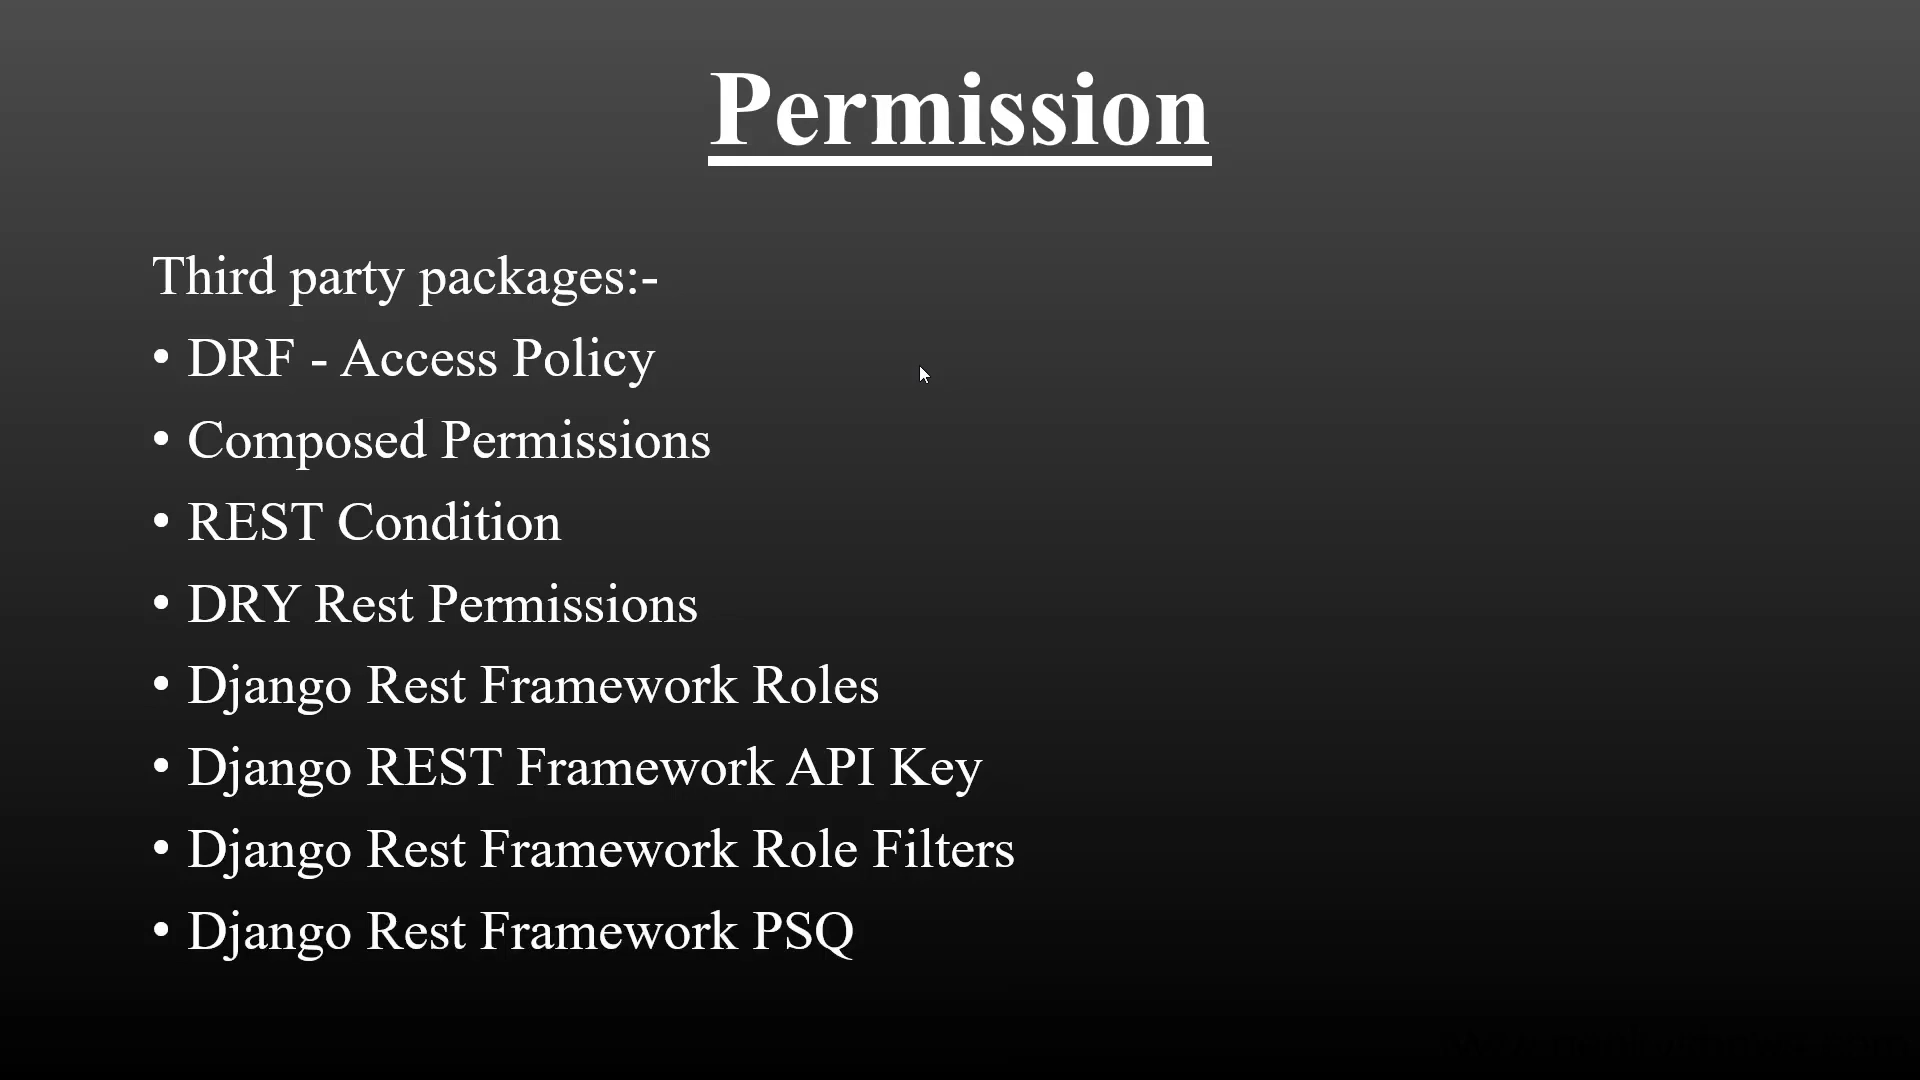 Permission
Third party packages:-
• DRF - Access Policy
• Composed Permissions
• REST Condition
• DRY Rest Permissions
• Django Rest Framework Roles
• Django REST Framework API Key
• Django Rest Framework Role Filters
• Django Rest Framework PSQ